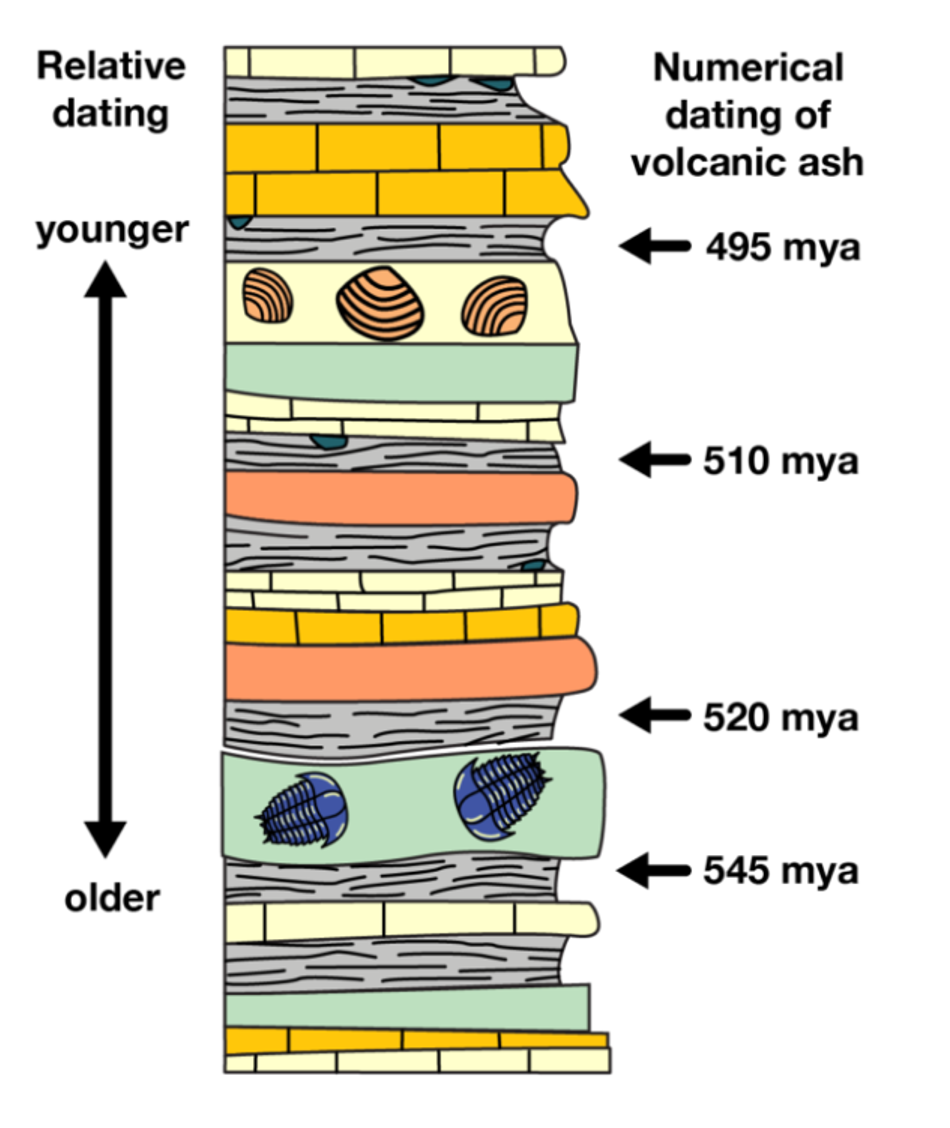 Relative
dating
younger
older
Numerical
dating of
volcanic ash
495 mya
510 mya
520 mya
545 mya